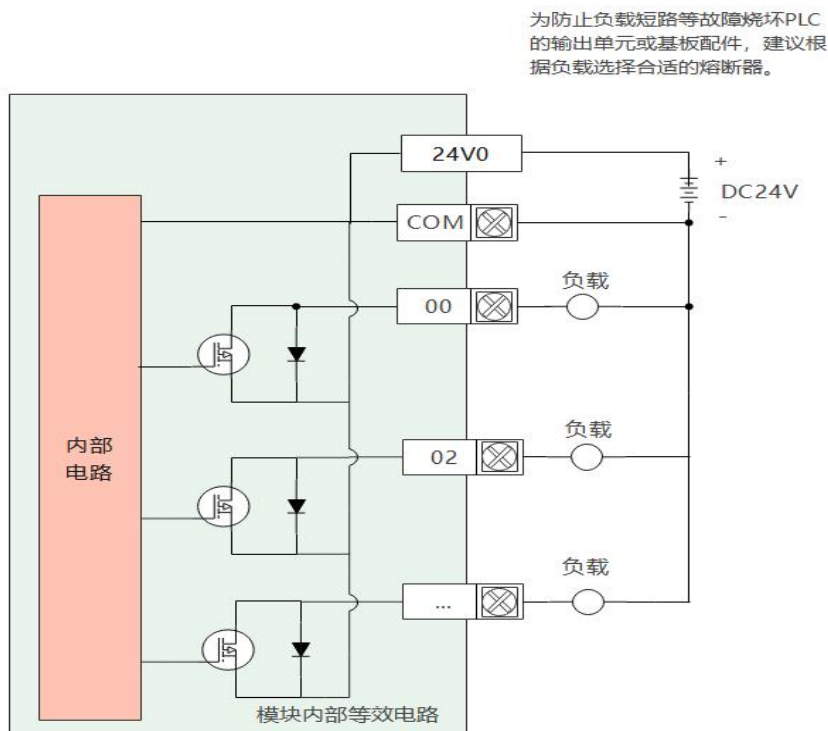 为防止负载短路等故障烧坏PLC
的输出单元或基板配件，建议根
据负载选择合适的熔断器。
24V0
+
DC24V
-
COM
负载
00
负载
02
内部
电路
负载
...
模块内部等效电路